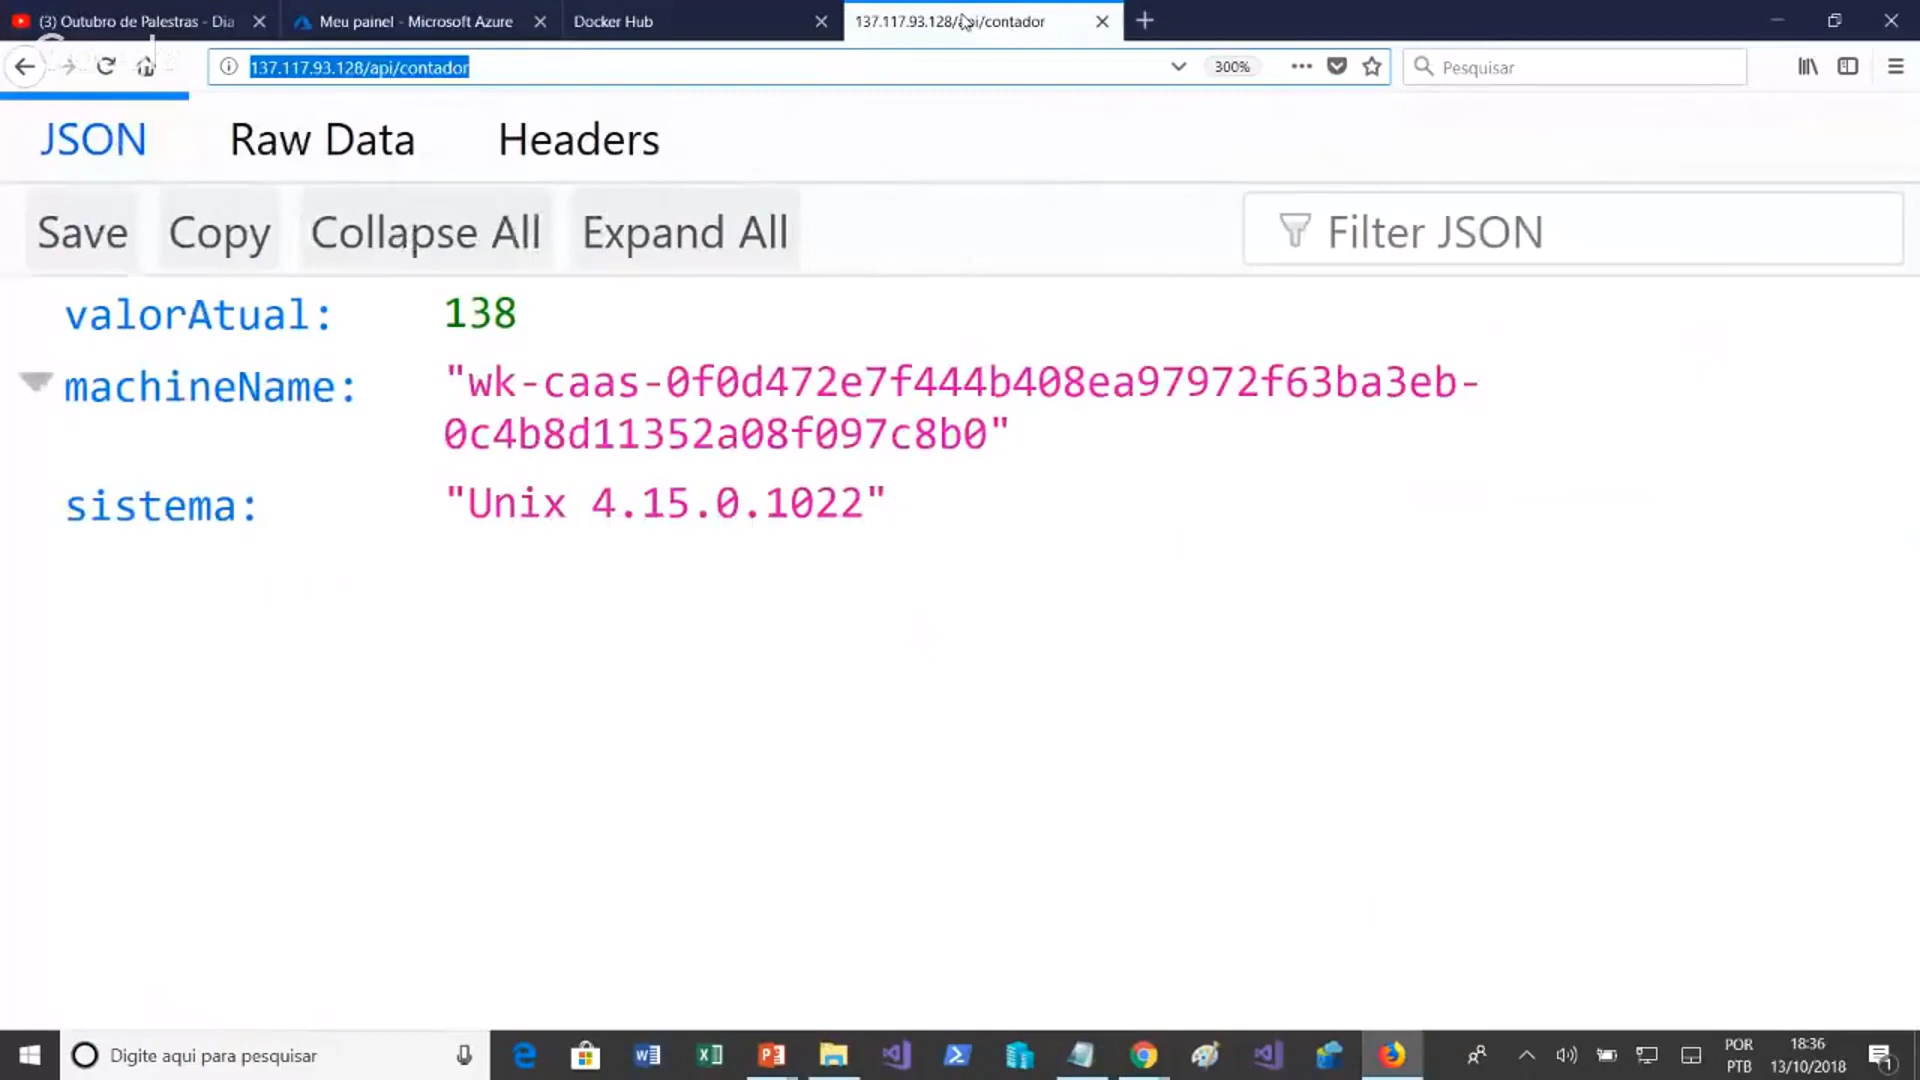 (3) Outubro de Palestras - Dia
Meu painel - Microsoft Azure
Docker Hub
137.117.93.128/api/contador
137.117.93.128/api/contador
300%
Pesquisar
JSON
Raw Data
Headers
Save
Copy
Collapse All
Expand All
Filter JSON
valorAtual: 138
machineName: "wk-caas-0f0d472e7f444b408ea97972f63ba3eb-
0c4b8d11352a08f097c8b0"
sistema: "Unix 4.15.0.1022"
Digite aqui para pesquisar
POR
PTB
18:36
13/10/2018
1